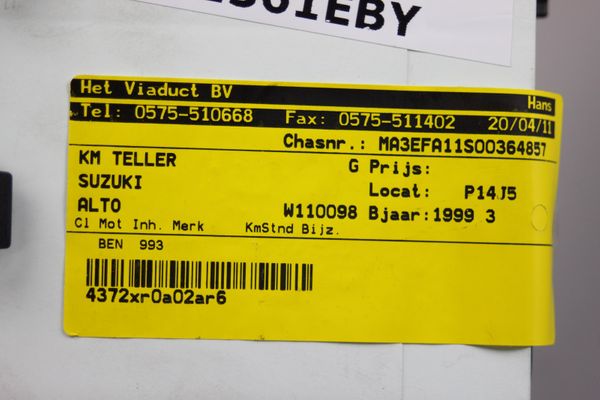 Het Viaduct BV Hans
Tel: 0575-510668 Fax: 0575-511402 20/04/11
Chasnr.: MA3EFA11S00364857
KM TELLER G Prijs:
SUZUKI Locat: P14J5
ALTO W110098 Bjaar:1999 3
Cl Mot Inh. Merk KmStnd Bijz.
BEN 993
4372xr0a02ar6